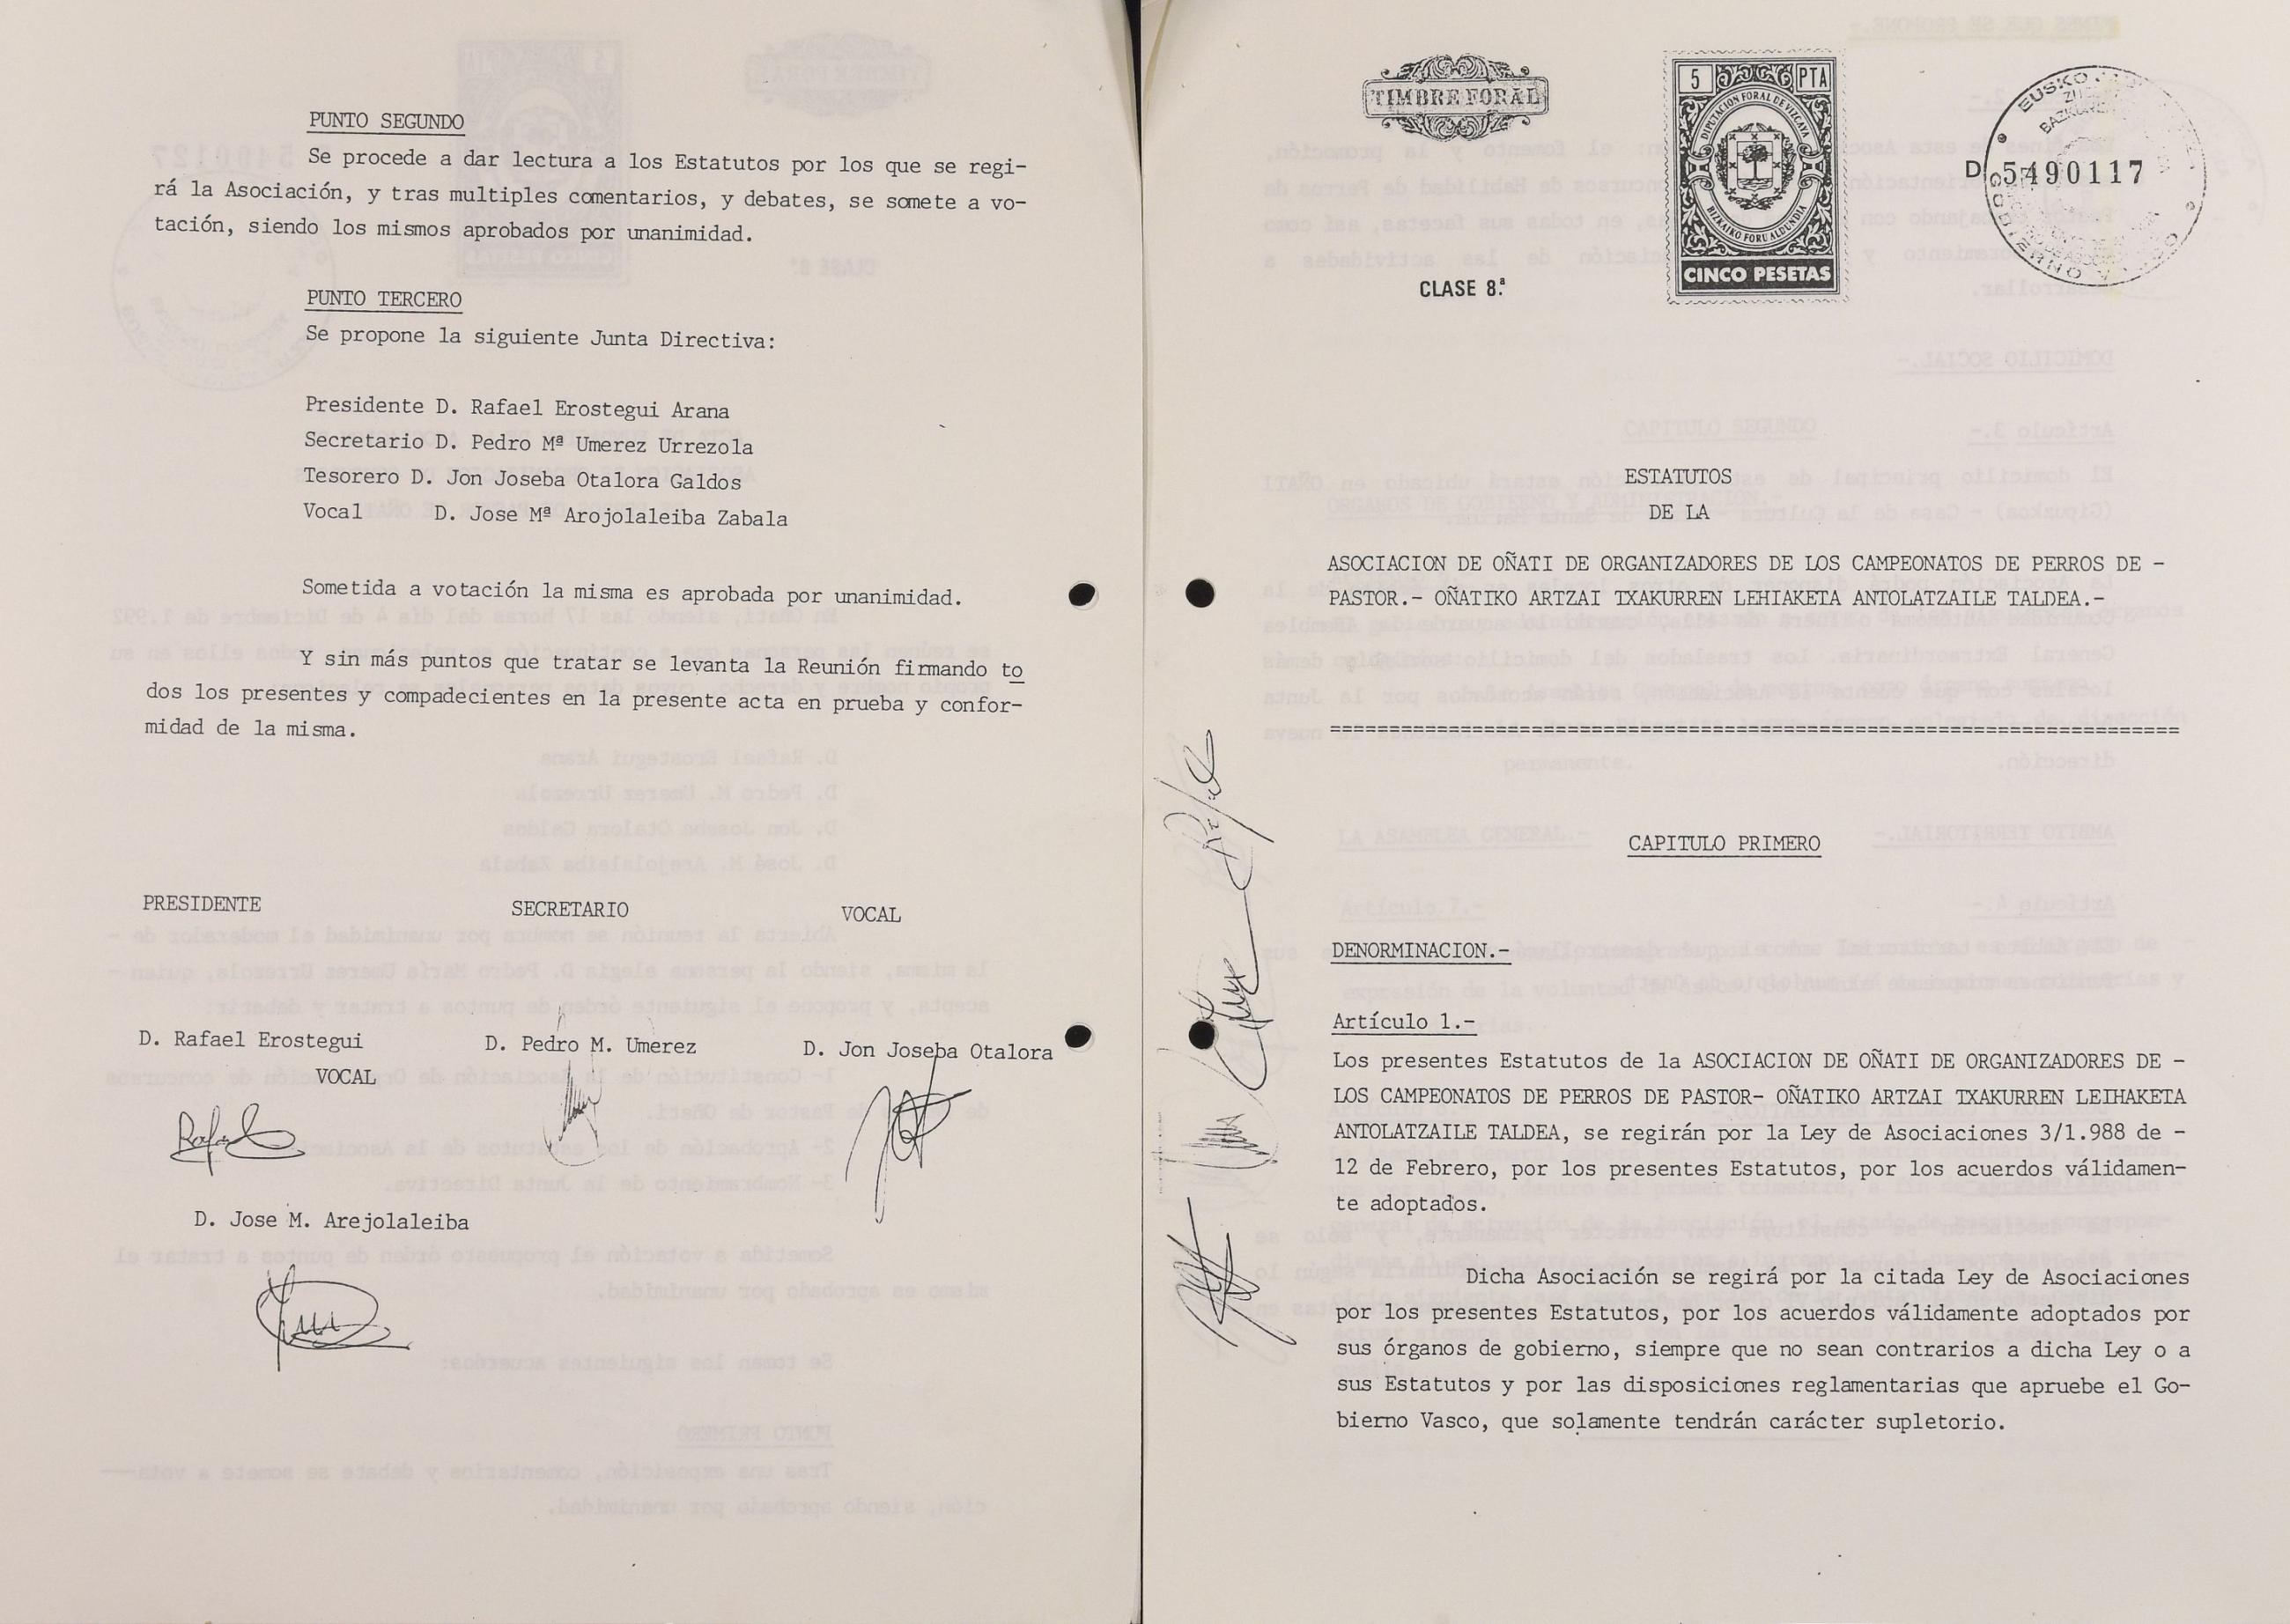 PUNTO SEGUNDO
Se procede a dar lectura a los Estatutos por los que se regi-
rá la Asociación, y tras multiples comentarios, y debates, se somete a vo-
tación, siendo los mismos aprobados por unanimidad.
PUNTO TERCERO
Se propone la siguiente Junta Directiva:
Presidente D. Rafael Erostegui Arana
Secretario D. Pedro Mª Umerez Urrezola
Tesorero D. Jon Joseba Otalora Galdos
Vocal D. Jose Mª Arojolaleiba Zabala
Sometida a votación la misma es aprobada por unanimidad.
Y sin más puntos que tratar se levanta la Reunión firmando to
dos los presentes y compadecientes en la presente acta en prueba y confor-
midad de la misma.
PRESIDENTE SECRETARIO VOCAL
D. Rafael Erostegui D. Pedro M. Umerez D. Jon Joseba Otalora
VOCAL
D. Jose M. Arejolaleiba
TIMBRE FORAL
CLASE 8.ª
5 PTA
DIPUTACION FORAL DE VIZCAYA
BIZKAIKO FORU ALDUNDIA
CINCO PESETAS
EUSKO
D 5490117
ESTATUTOS
DE LA
ASOCIACION DE OÑATI DE ORGANIZADORES DE LOS CAMPEONATOS DE PERROS DE -
PASTOR.- OÑATIKO ARTZAI TXAKURREN LEHIAKETA ANTOLATZAILE TALDEA.-
========================================================================
CAPITULO PRIMERO
DENORMINACION.-
Artículo 1.-
Los presentes Estatutos de la ASOCIACION DE OÑATI DE ORGANIZADORES DE -
LOS CAMPEONATOS DE PERROS DE PASTOR- OÑATIKO ARTZAI TXAKURREN LEIHAKETA
ANTOLATZAILE TALDEA, se regirán por la Ley de Asociaciones 3/1.988 de -
12 de Febrero, por los presentes Estatutos, por los acuerdos válidamen-
te adoptados.
Dicha Asociación se regirá por la citada Ley de Asociaciones
por los presentes Estatutos, por los acuerdos válidamente adoptados por
sus órganos de gobierno, siempre que no sean contrarios a dicha Ley o a
sus Estatutos y por las disposiciones reglamentarias que apruebe el Go-
bierno Vasco, que solamente tendrán carácter supletorio.